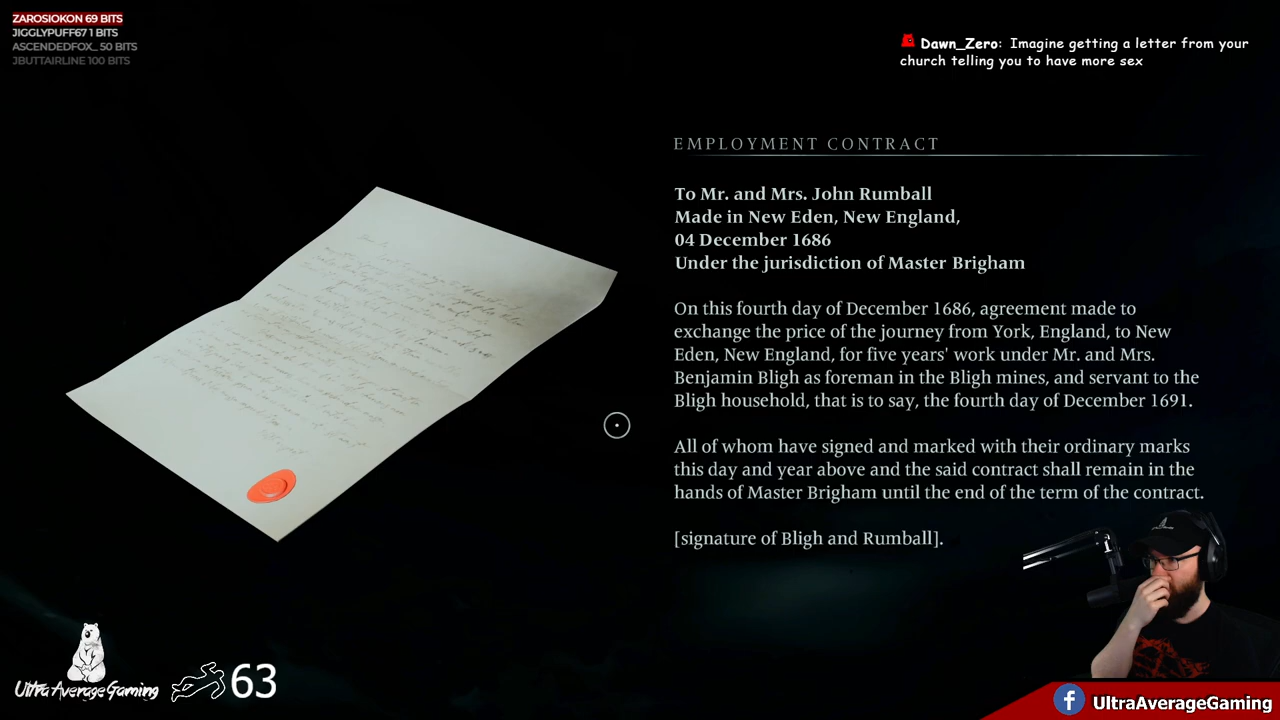 ZAROSIOKON 69 BITS
JIGGLYPUFF67 1 BITS
ASCENDEDFOX_ 50 BITS
JBUTTAIRLINE 100 BITS
Dawn_Zero: Imagine getting a letter from your
church telling you to have more sex
EMPLOYMENT CONTRACT
To Mr. and Mrs. John Rumball
Made in New Eden, New England,
04 December 1686
Under the jurisdiction of Master Brigham
On this fourth day of December 1686, agreement made to
exchange the price of the journey from York, England, to New
Eden, New England, for five years' work under Mr. and Mrs.
Benjamin Bligh as foreman in the Bligh mines, and servant to the
Bligh household, that is to say, the fourth day of December 1691.
All of whom have signed and marked with their ordinary marks
this day and year above and the said contract shall remain in the
hands of Master Brigham until the end of the term of the contract.
[signature of Bligh and Rumball].
Ultra Average Gaming
63
UltraAverageGaming